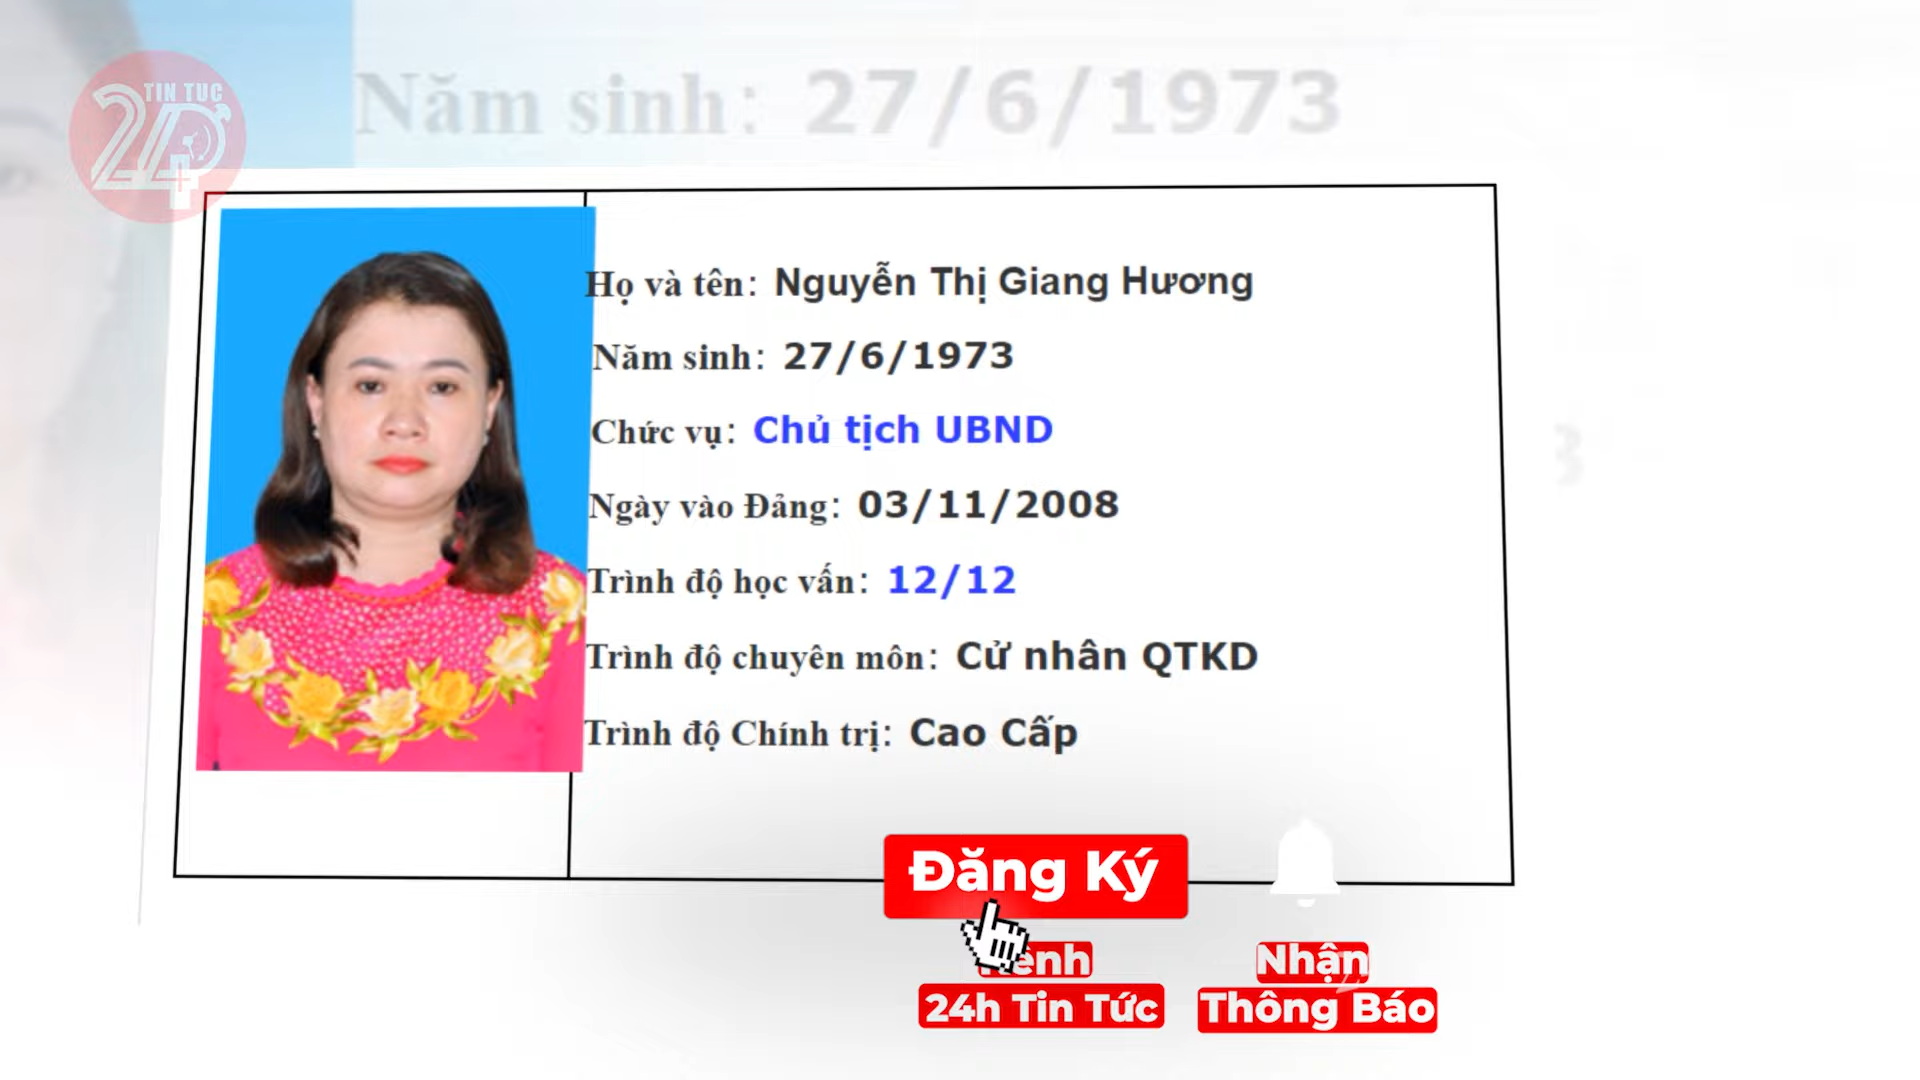 Năm sinh: 27/6/1973
TIN TUC
24
Họ và tên: Nguyễn Thị Giang Hương
Năm sinh: 27/6/1973
Chức vụ: Chủ tịch UBND
Ngày vào Đảng: 03/11/2008
Trình độ học vấn: 12/12
Trình độ chuyên môn: Cử nhân QTKD
Trình độ Chính trị: Cao Cấp
Đăng Ký
24h Tin Tức
Nhận
Thông Báo